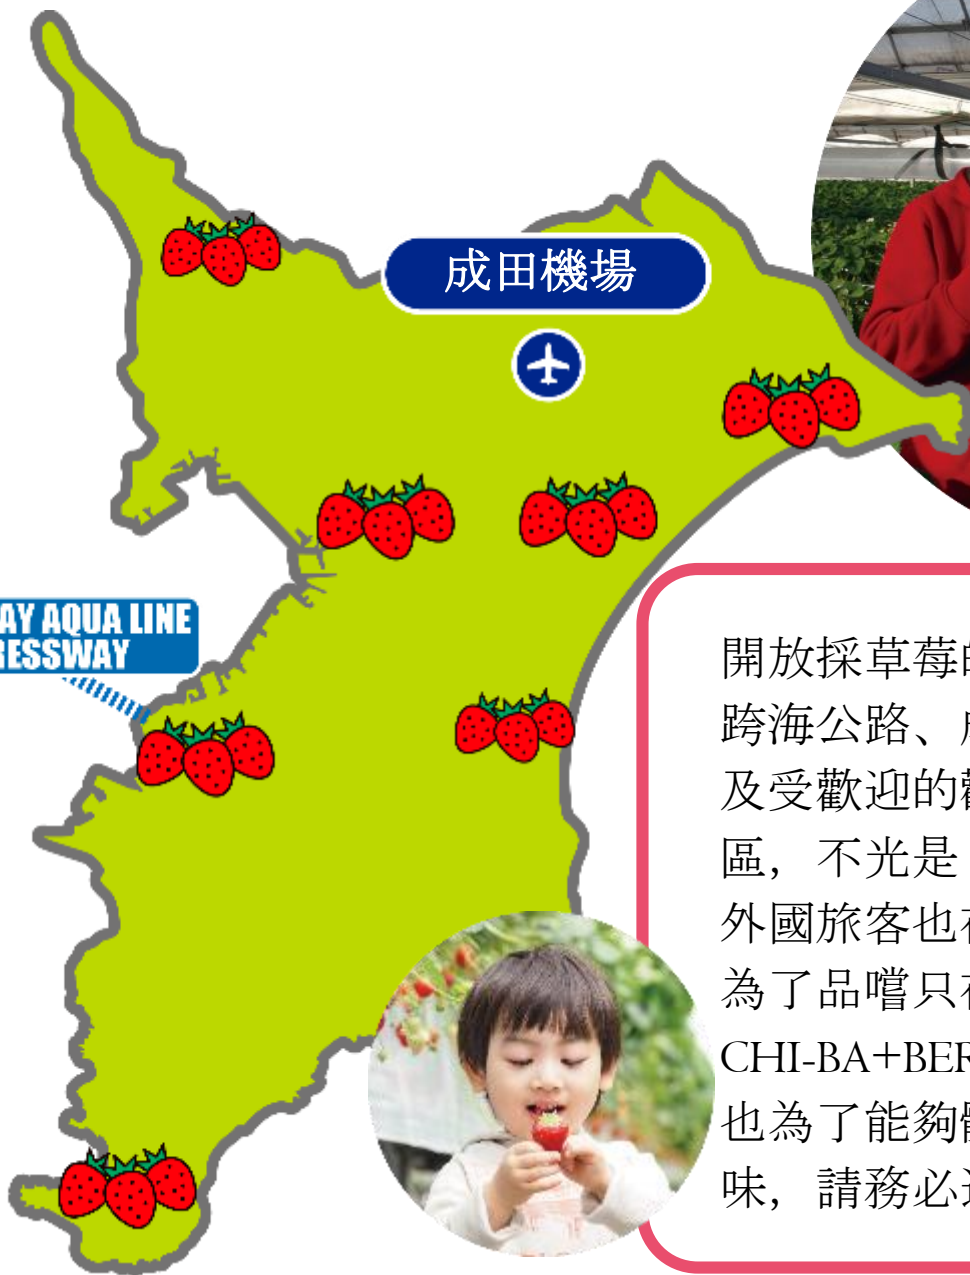 成田機場
AY AQUA LINE
RESSWAY
開放採草莓的
跨海公路、
及受歡迎的
區，不光是
外國旅客也
為了品嚐只
CHI-BA+BER
也為了能夠
味，請務必